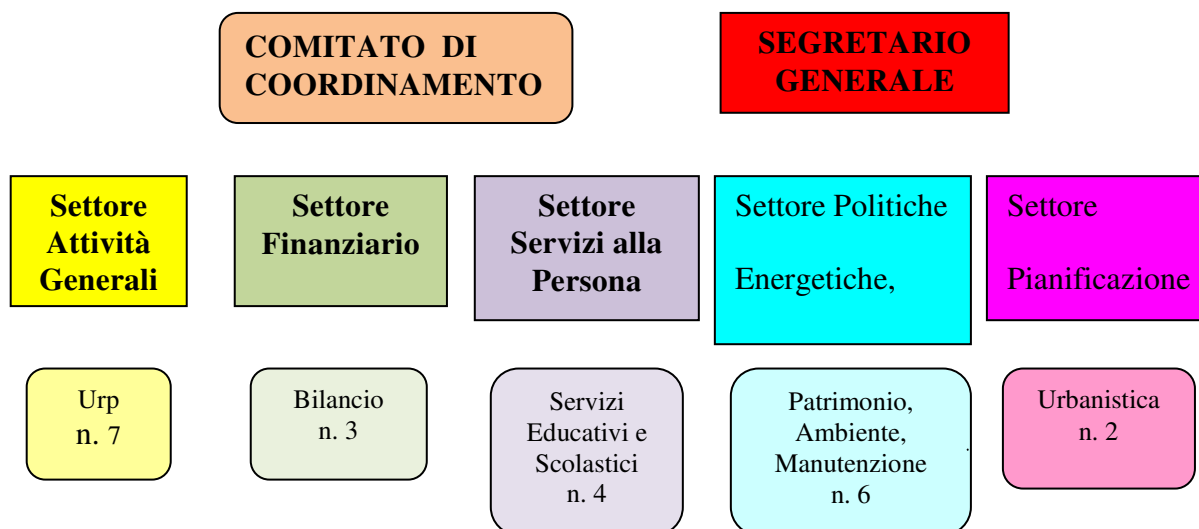 COMITATO DI
COORDINAMENTO
SEGRETARIO
GENERALE
Settore
Attività
Generali
Settore
Finanziario
Settore
Servizi alla
Persona
Settore Politiche
Energetiche,
Settore
Pianificazione
Urp
n. 7
Bilancio
n. 3
Servizi
Educativi e
Scolastici
n. 4
Patrimonio,
Ambiente,
Manutenzione
n. 6
Urbanistica
n. 2